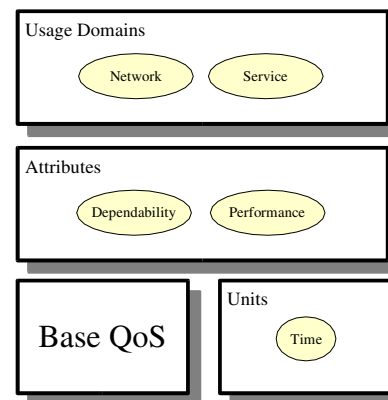 Usage Domains
Network Service
Attributes
Dependability Performance
Base QoS
Units
Time